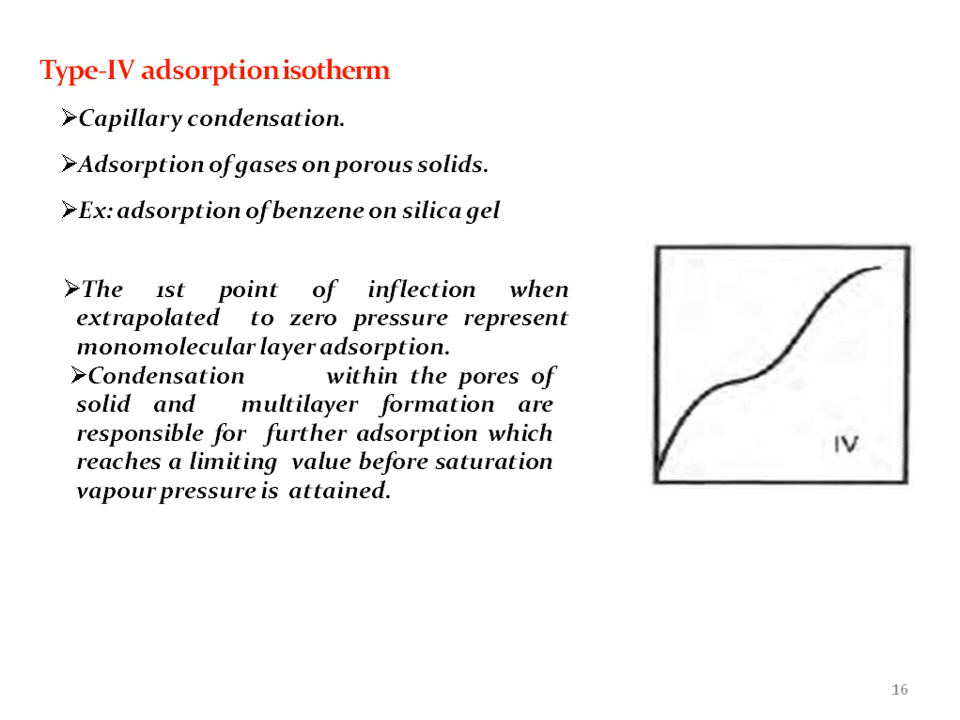 Type-IV adsorption isotherm
➢Capillary condensation.
➢Adsorption of gases on porous solids.
➢Ex: adsorption of benzene on silica gel
➢The 1st point of inflection when
extrapolated to zero pressure represent
monomolecular layer adsorption.
➢Condensation within the pores of
solid and multilayer formation are
responsible for further adsorption which
reaches a limiting value before saturation
vapour pressure is attained.
IV
16